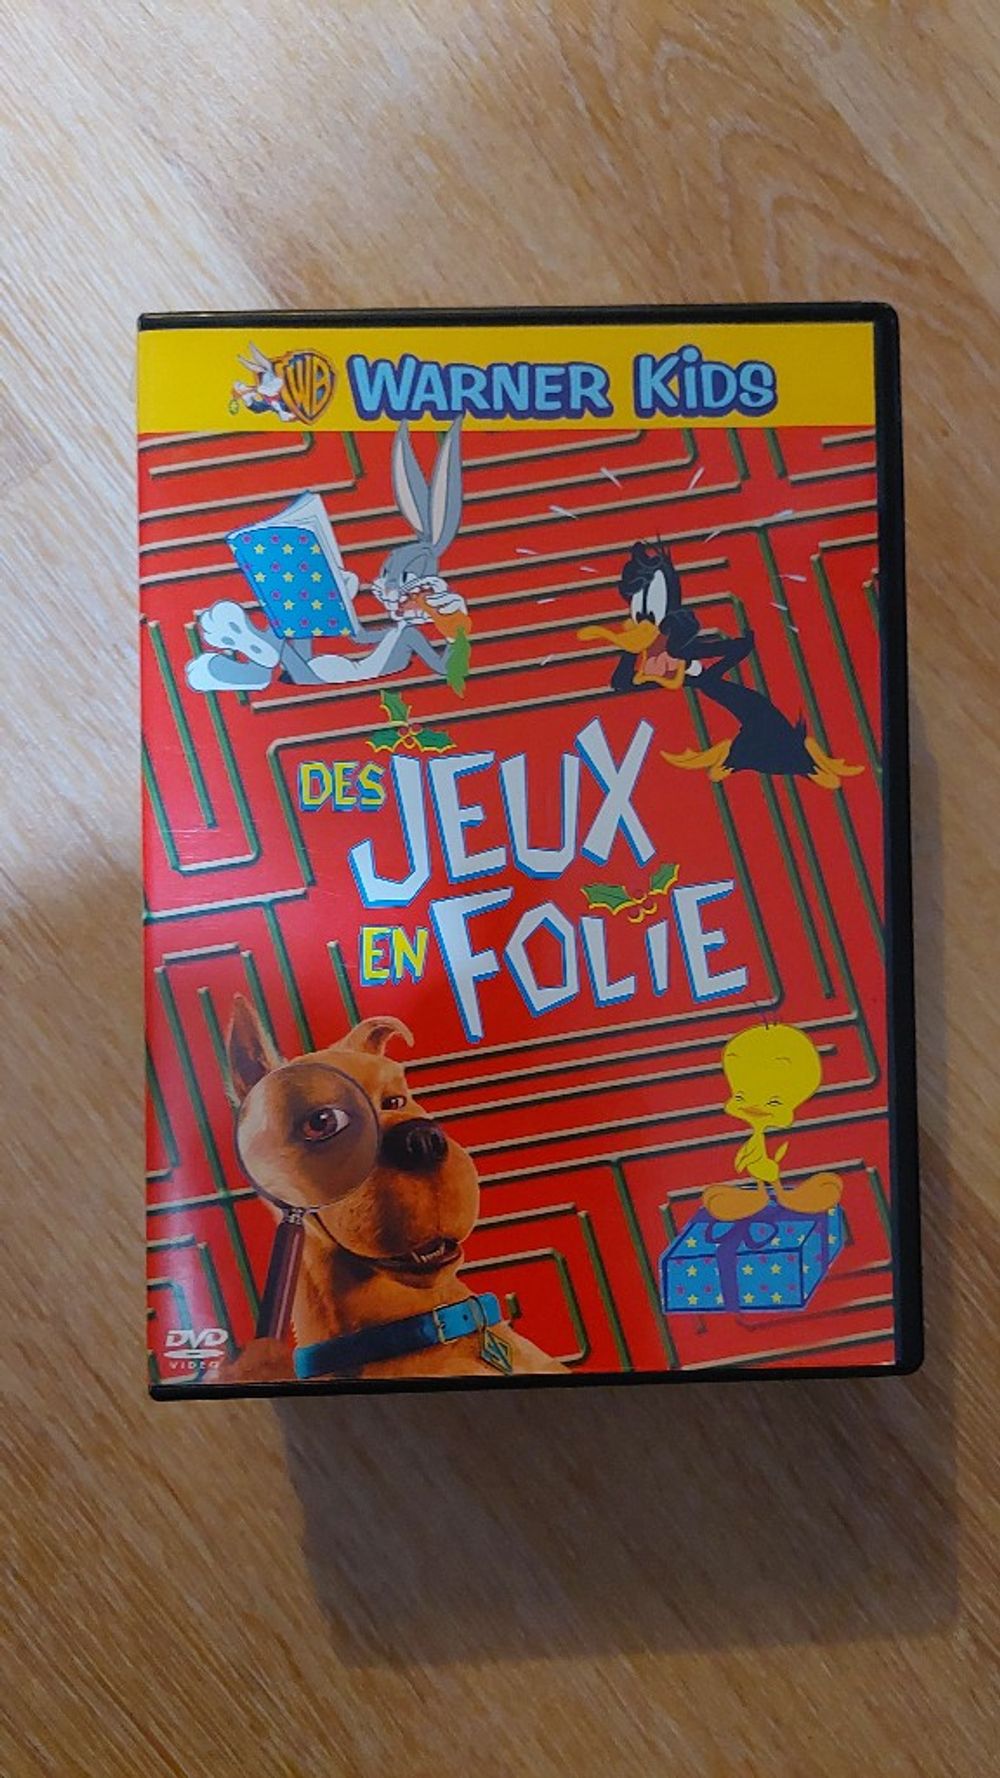 WB WARNER KiDS
DES JEUX
EN FOLiE
DVD
VIDEO